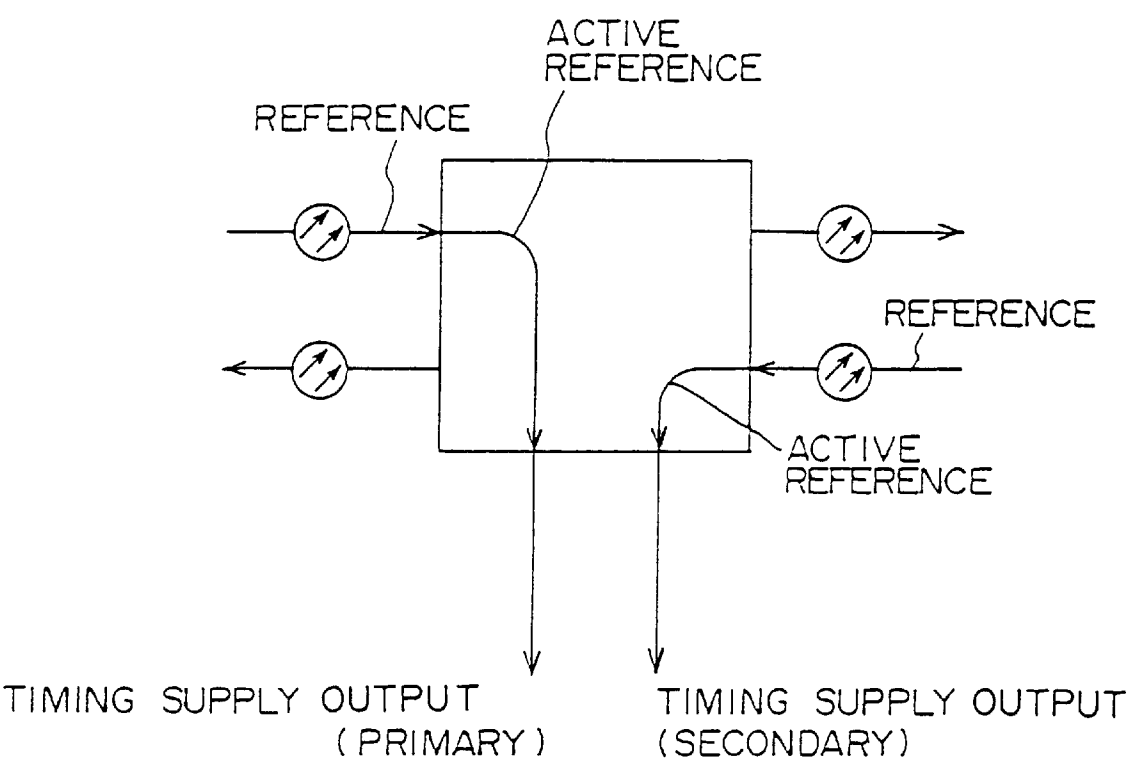 ACTIVE
REFERENCE
REFERENCE
REFERENCE
ACTIVE
REFERENCE
TIMING SUPPLY OUTPUT
(PRIMARY)
TIMING SUPPLY OUTPUT
(SECONDARY)